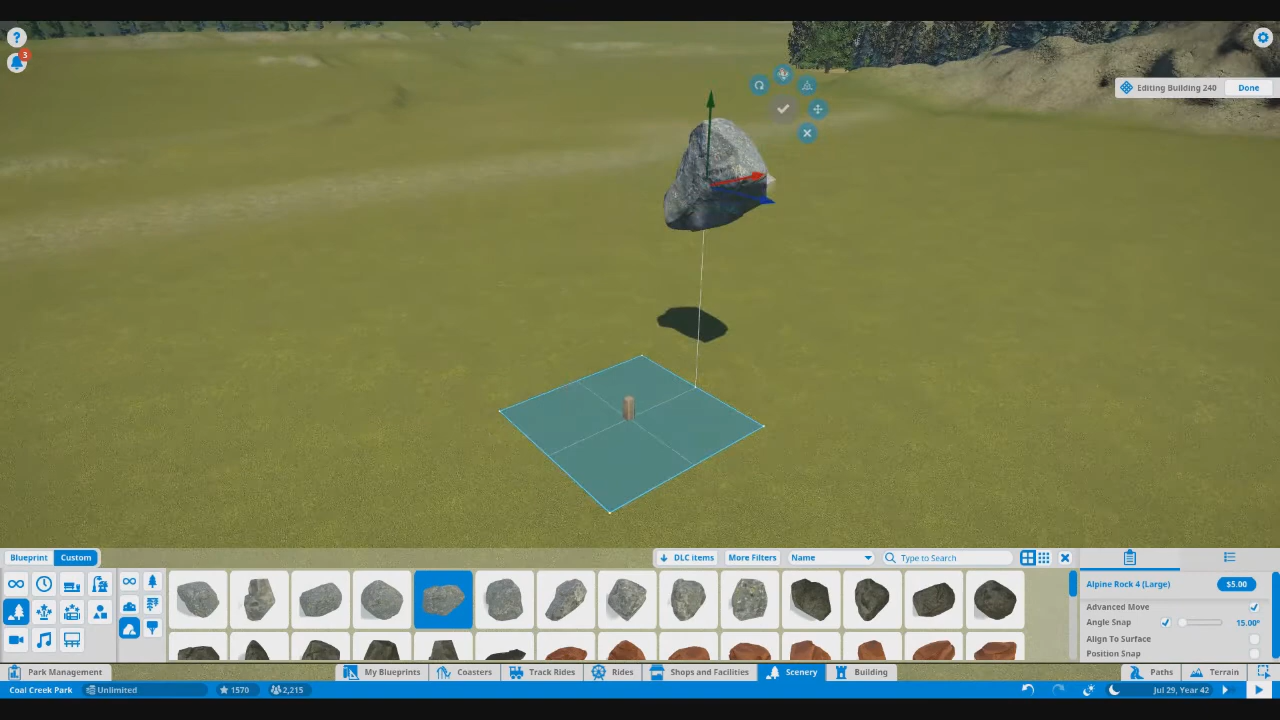 ?
3
Editing Building 240 Done
Blueprint Custom
DLC items More Filters Name Type to Search
Alpine Rock 4 (Large) $5.00
Advanced Move
Angle Snap 15.00°
Align To Surface
Position Snap
Park Management My Blueprints Coasters Track Rides Rides Shops and Facilities Scenery Building Paths Terrain
Coal Creek Park Unlimited 1570 2,215 Jul 29, Year 42